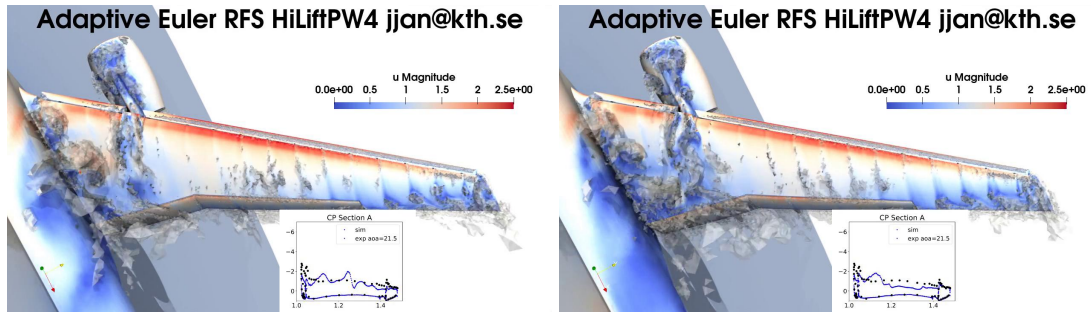 Adaptive Euler RFS HiLiftPW4 jjan@kth.se
u Magnitude
0.0e+00 0.5 1 1.5 2 2.5e+00
CP Section A
sim
exp aoa=21.5
−6
−4
−2
0
1.0 1.2 1.4
Adaptive Euler RFS HiLiftPW4 jjan@kth.se
u Magnitude
0.0e+00 0.5 1 1.5 2 2.5e+00
CP Section A
sim
exp aoa=21.5
−6
−4
−2
0
1.0 1.2 1.4